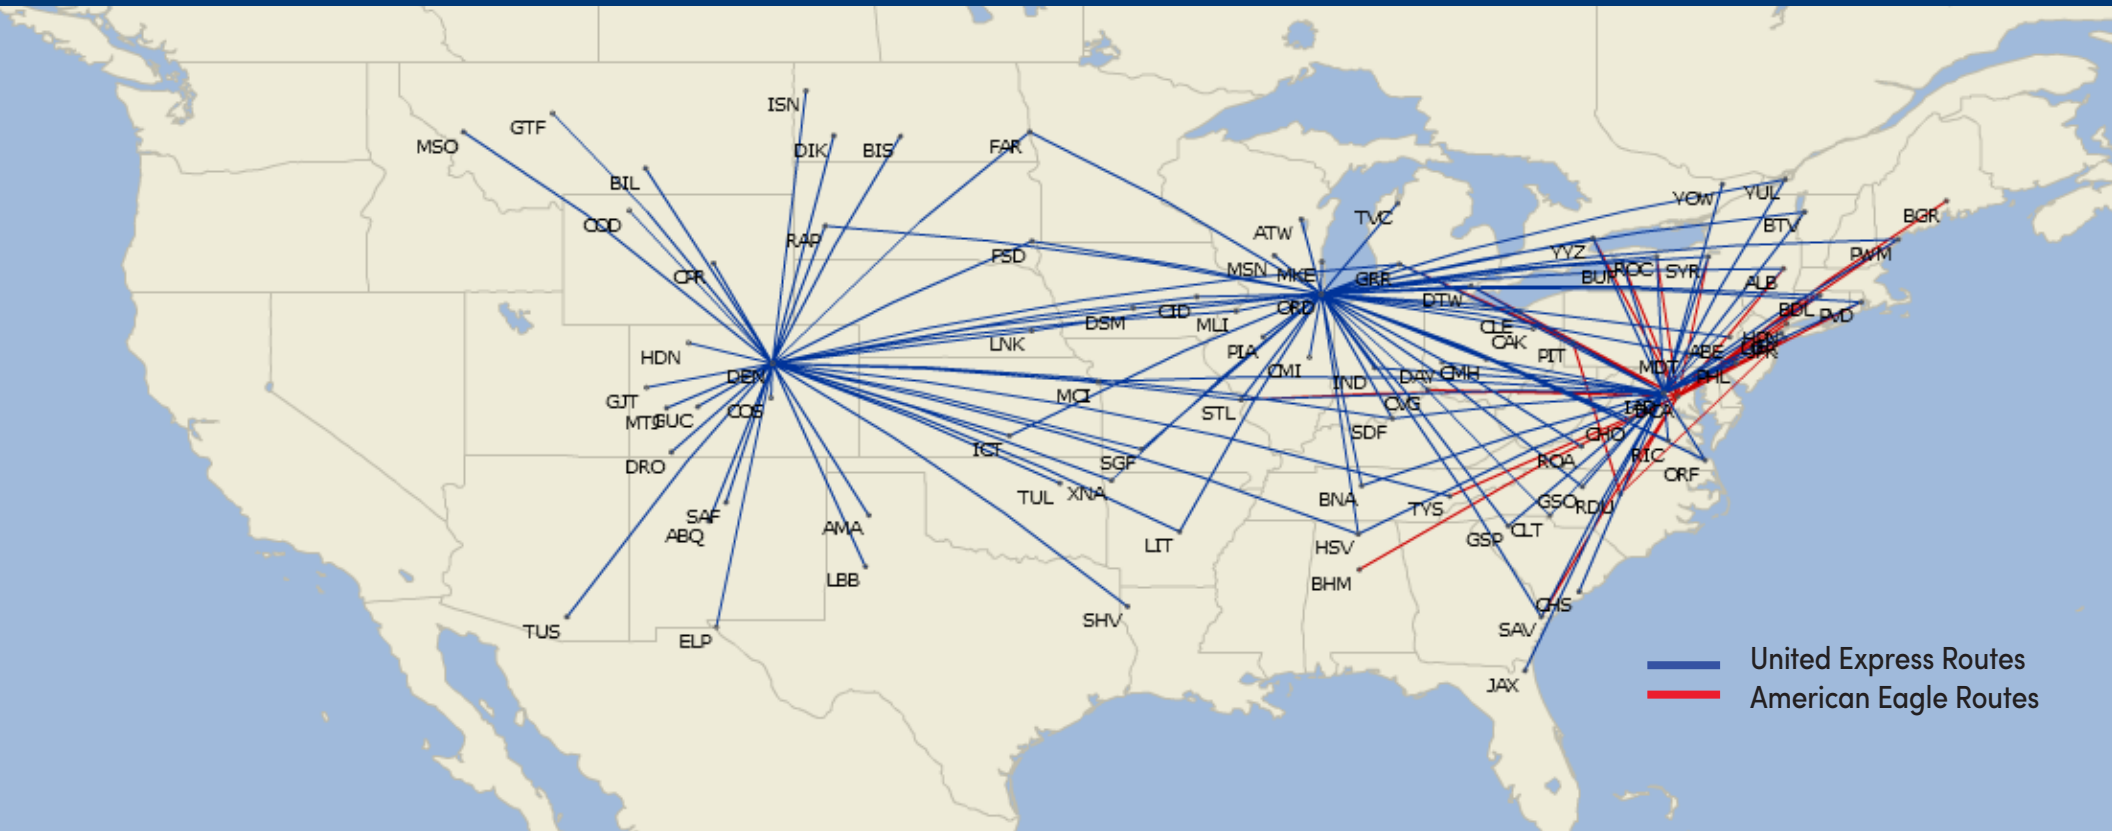 ISN
GTF
MSO
DIK
BIS
FAR
BIL
YOW
YUL
COD
TVC
BGR
BTV
ATW
RAP
YYZ
PWM
FSD
MSN
MKE
GRR
BUF
ROC
SYR
CPR
ALB
DTW
ORD
CID
DSM
MLI
BDL
PVD
CLE
HPN
CAK
LNK
PIA
PIT
ABE
HDN
MDT
CMI
DEN
IND
DAY
CMH
PHL
MCI
GJT
COS
STL
CVG
MTJ
GUC
SDF
CHO
ICT
RIC
SGF
ROA
DRO
ORF
TUL
XNA
BNA
TYS
GSO
RDU
SAF
AMA
ABQ
GSP
CLT
LIT
HSV
LBB
BHM
CHS
SHV
TUS
SAV
ELP
JAX
United Express Routes
American Eagle Routes